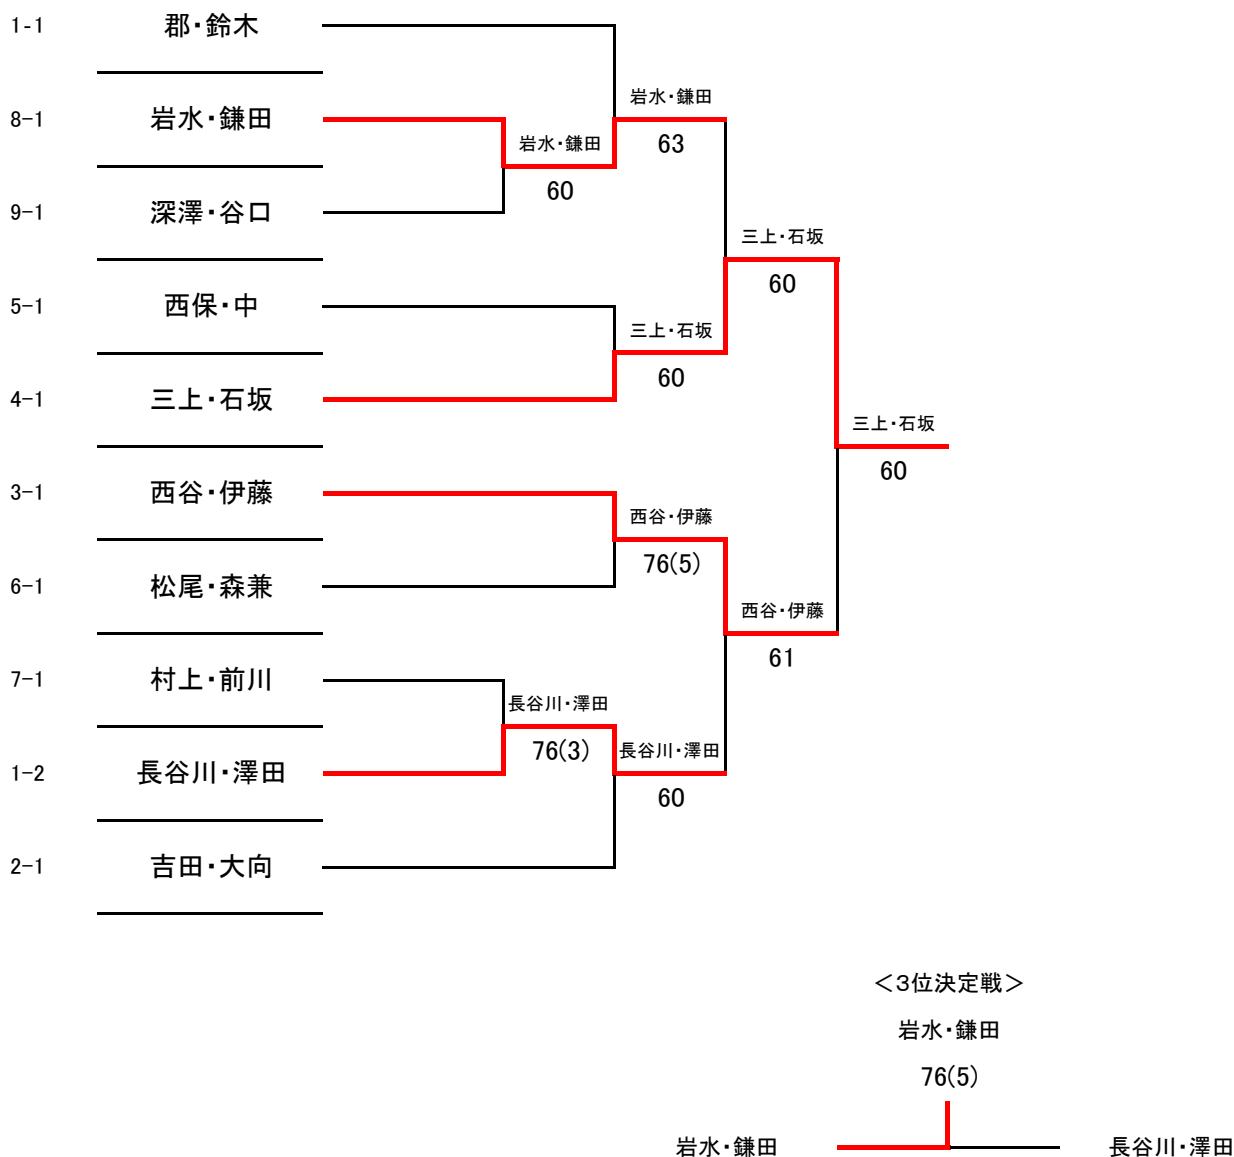 1-1 郡・鈴木
岩水・鎌田
8-1 岩水・鎌田
岩水・鎌田 63
60
9-1 深澤・谷口
三上・石坂
60
5-1 西保・中
三上・石坂
60
4-1 三上・石坂
三上・石坂
60
3-1 西谷・伊藤
西谷・伊藤
76(5)
6-1 松尾・森兼
西谷・伊藤
61
7-1 村上・前川
長谷川・澤田
76(3) 長谷川・澤田
1-2 長谷川・澤田
60
2-1 吉田・大向
＜3位決定戦＞
岩水・鎌田
76(5)
岩水・鎌田 長谷川・澤田